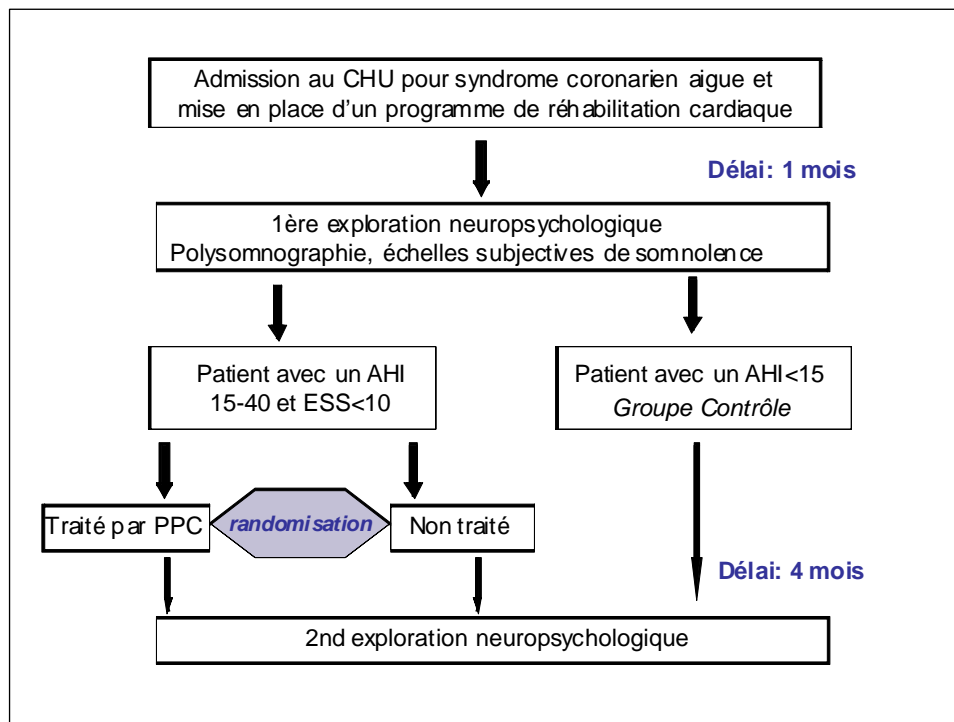 Admission au CHU pour syndrome coronarien aigue et
mise en place d'un programme de réhabilitation cardiaque
Délai: 1 mois
1ère exploration neuropsychologique
Polysomnographie, échelles subjectives de somnolence
Patient avec un AHI
15-40 et ESS<10
Patient avec un AHI<15
Groupe Contrôle
Traité par PPC
randomisation
Non traité
Délai: 4 mois
2nd exploration neuropsychologique